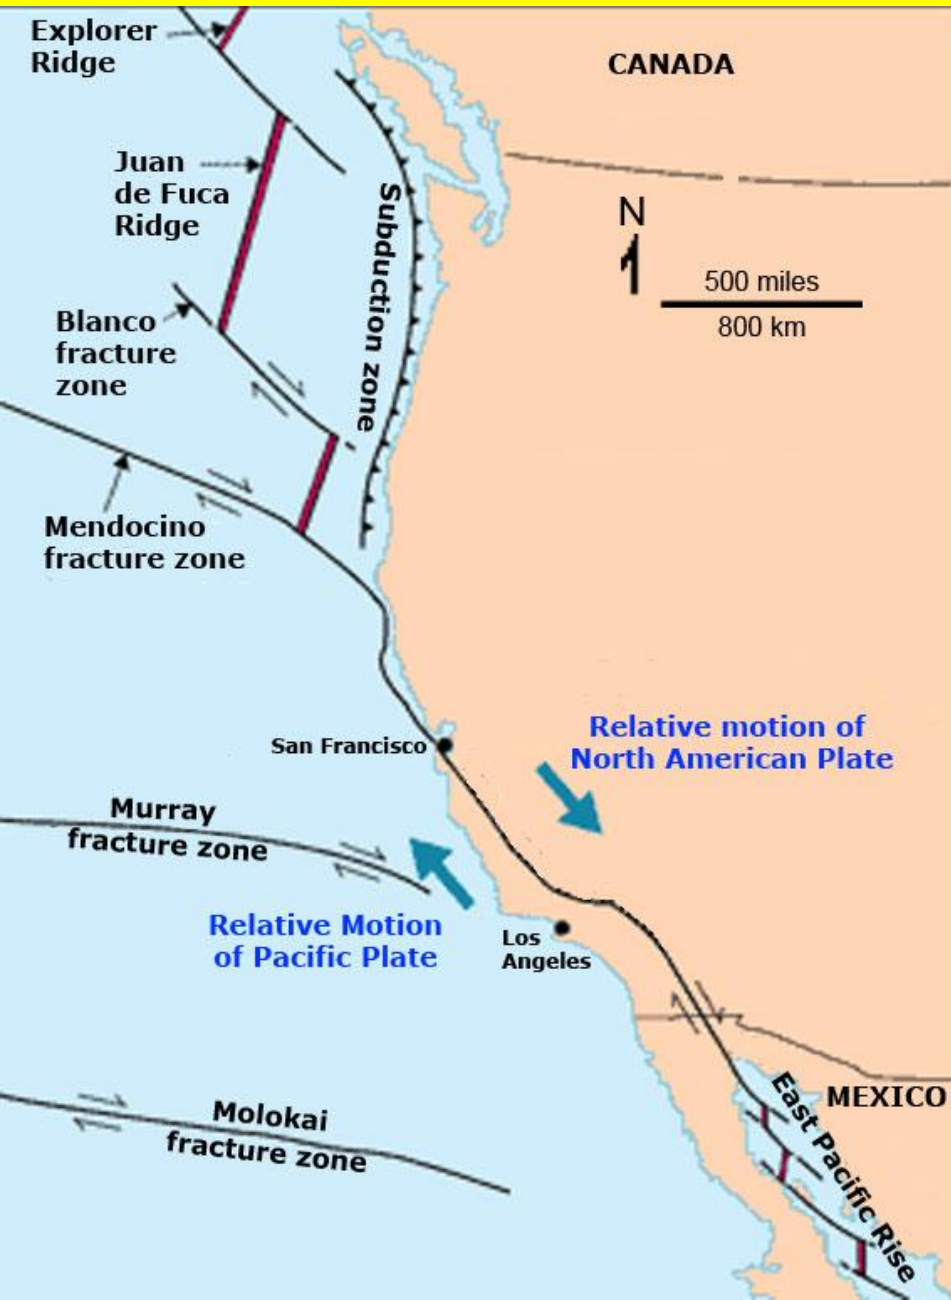 Explorer
Ridge
CANADA
Juan
de Fuca
Ridge
Subduction zone
N
500 miles
800 km
Blanco
fracture
zone
Mendocino
fracture zone
San Francisco
Relative motion of
North American Plate
Murray
fracture zone
Relative Motion
of Pacific Plate
Los
Angeles
MEXICO
East Pacific Rise
Molokai
fracture zone